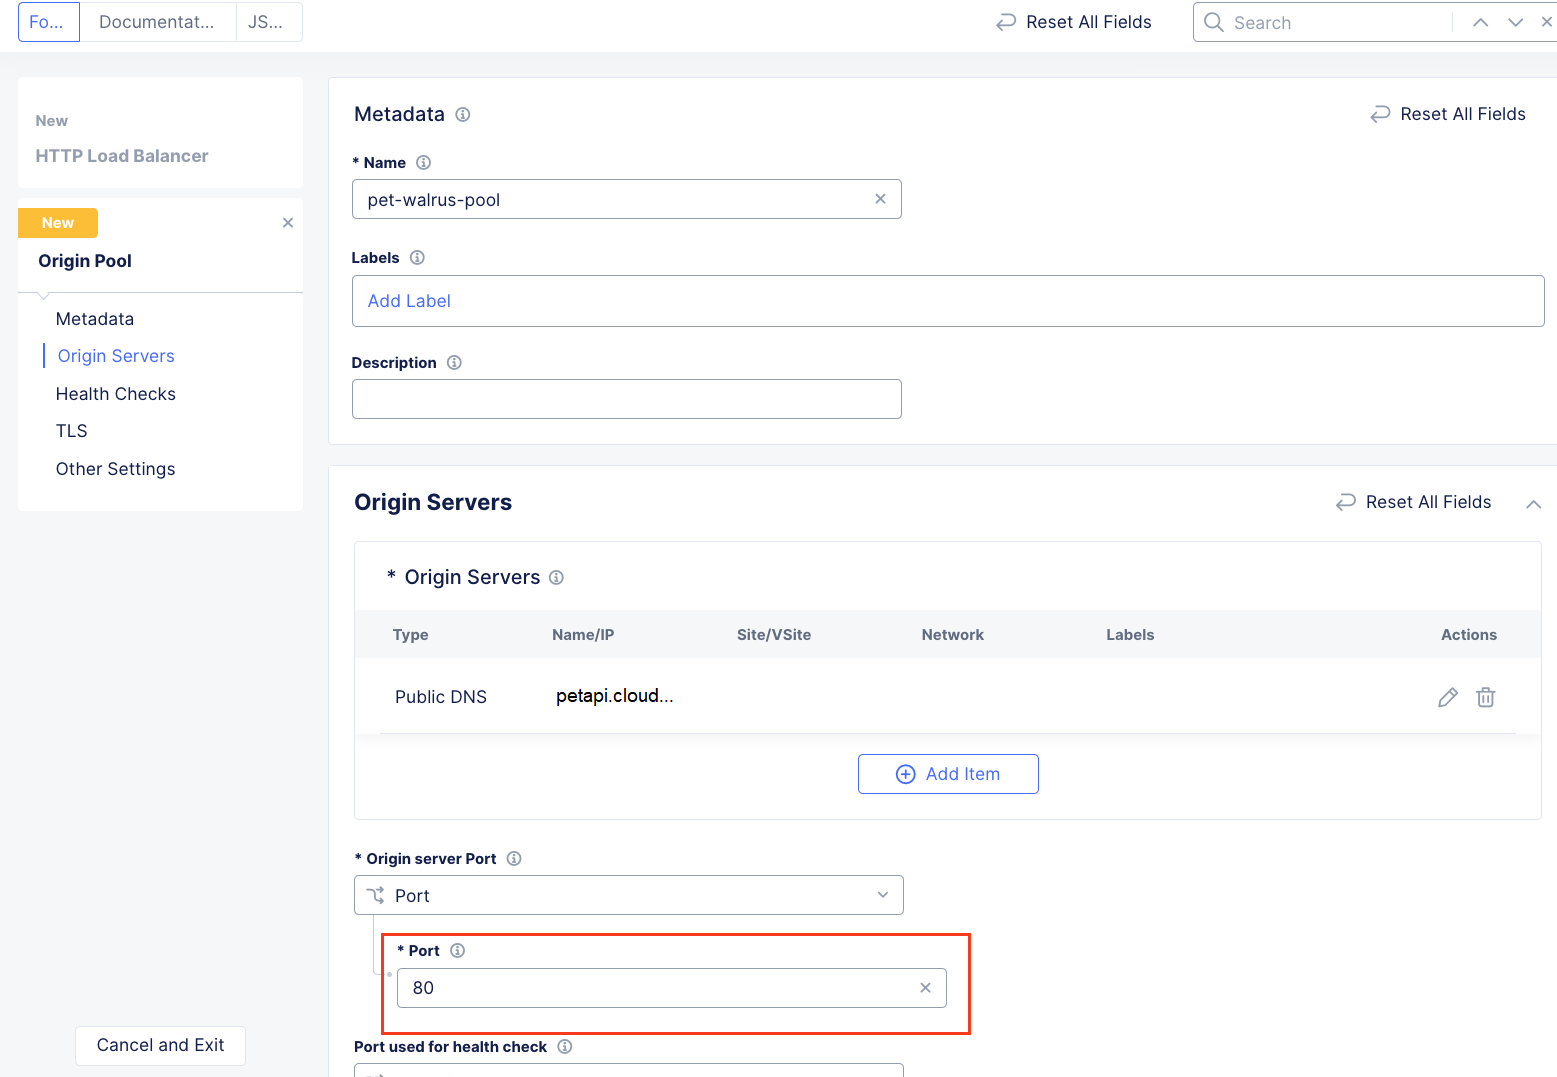 Fo... Documentat... JS... Reset All Fields Search
New
HTTP Load Balancer
New
Origin Pool
Metadata
Origin Servers
Health Checks
TLS
Other Settings
Cancel and Exit
Metadata Reset All Fields
* Name
pet-walrus-pool
Labels
Add Label
Description
Origin Servers Reset All Fields
* Origin Servers
Type Name/IP Site/VSite Network Labels Actions
Public DNS petapi.cloud...
Add Item
* Origin server Port
Port
* Port
80
Port used for health check